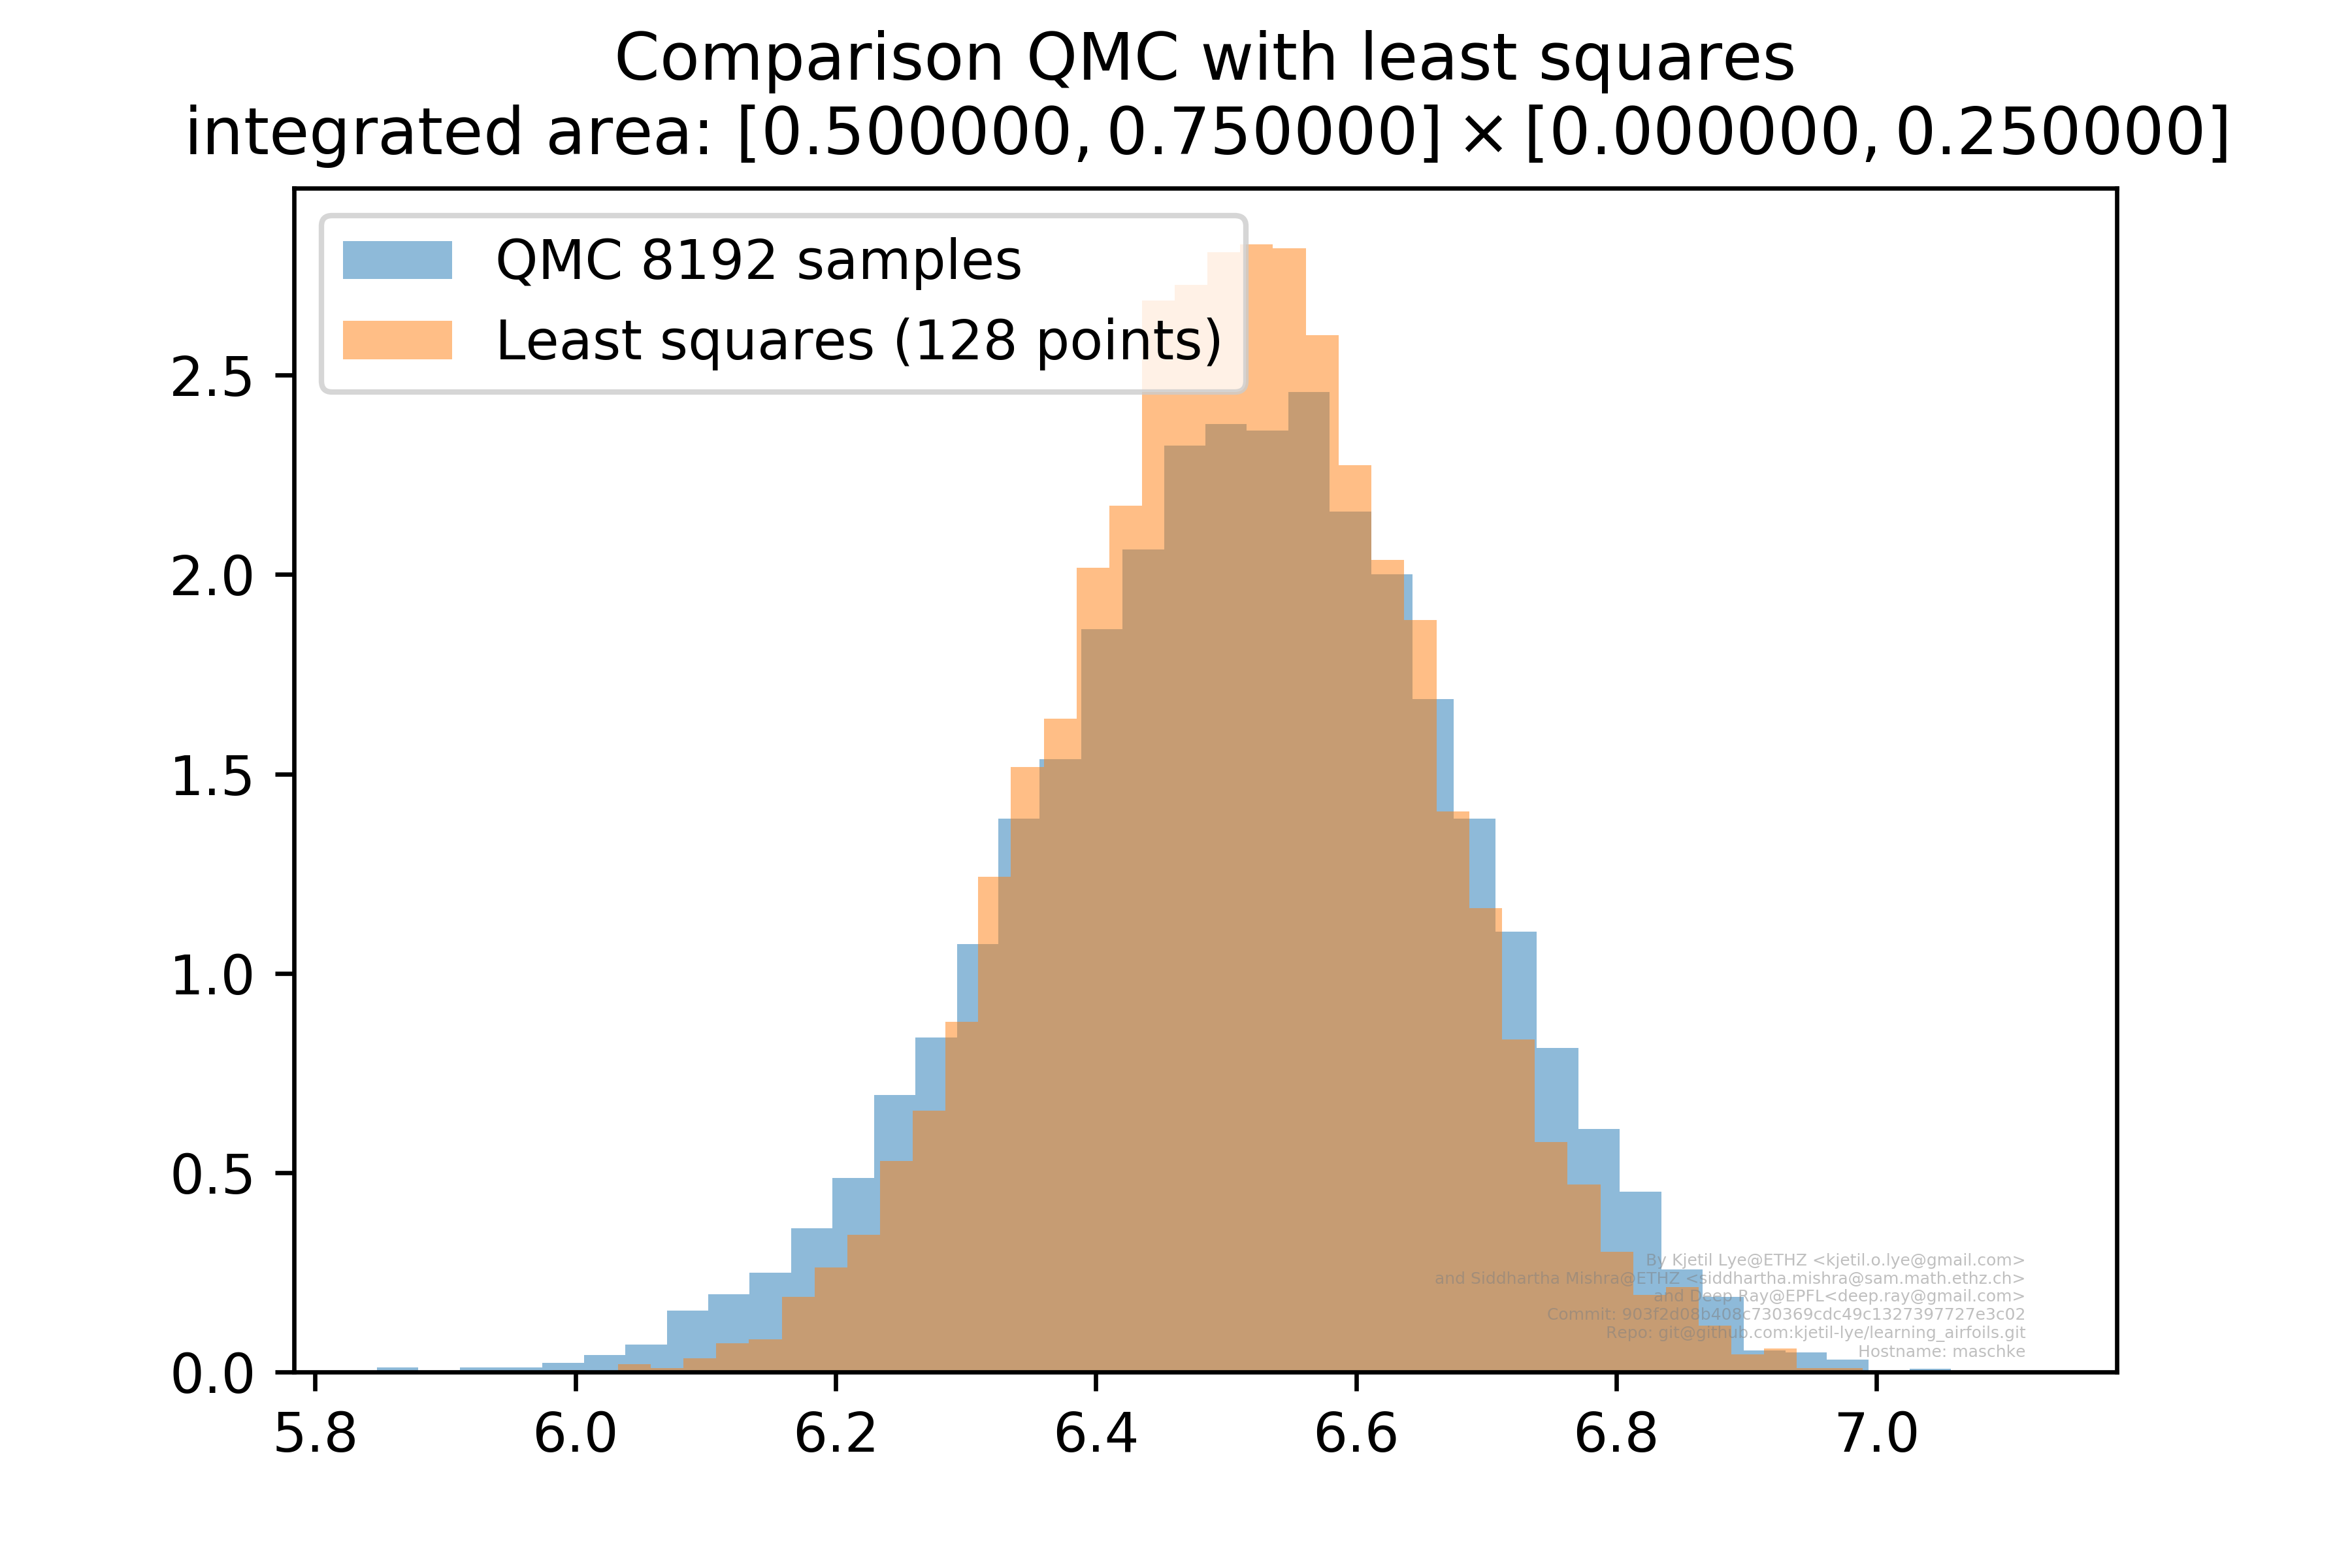 Comparison QMC with least squares
integrated area: [0.500000, 0.750000] × [0.000000, 0.250000]
QMC 8192 samples
Least squares (128 points)
2.5
2.0
1.5
1.0
0.5
0.0
5.8 6.0 6.2 6.4 6.6 6.8 7.0
By Kjetil Lye@ETHZ <kjetil.o.lye@gmail.com>
and Siddhartha Mishra@ETHZ <siddhartha.mishra@sam.math.ethz.ch>
and Deep Ray@EPFL<deep.ray@gmail.com>
Commit: 903f2d08b408c730369cdc49c1327397727e3c02
Repo: git@github.com:kjetil-lye/learning_airfoils.git
Hostname: maschke